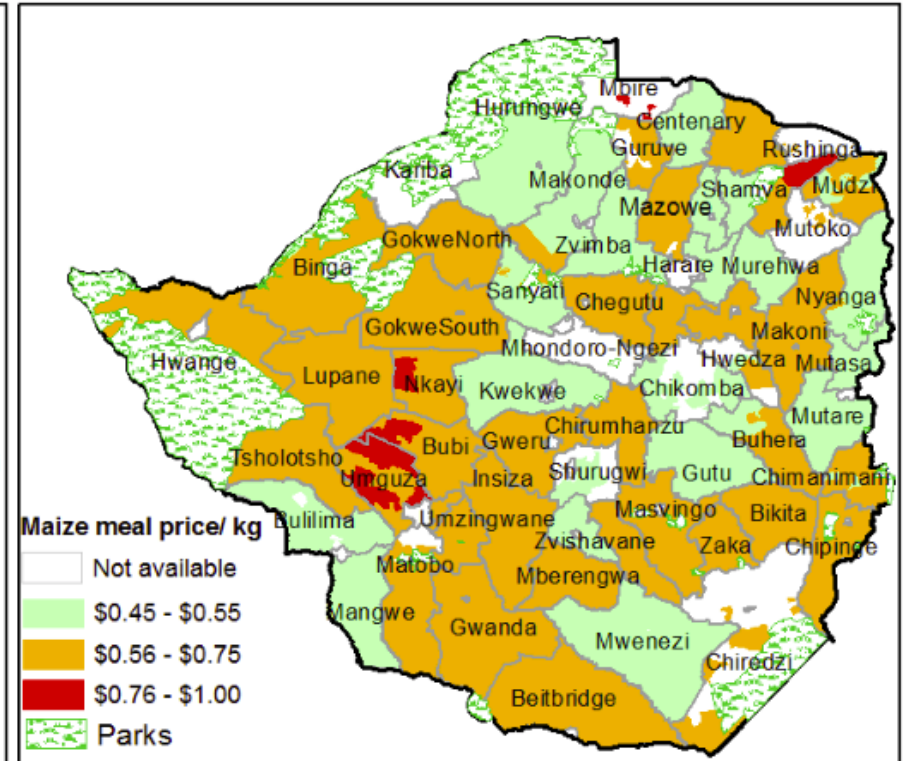 Mbire
Hurungwe
Centenary
Guruve
Rushinga
Kariba
Makonde
Shamva
Mudzi
Mazowe
Mutoko
GokweNorth
Zvimba
Binga
Harare
Murehwa
Sanyati
Chegutu
Nyanga
GokweSouth
Makoni
Mhondoro-Ngezi
Hwedza
Mutasa
Hwange
Lupane
Nkayi
Kwekwe
Chikomba
Mutare
Chirumhanzu
Bubi
Gweru
Buhera
Tsholotsho
Umguza
Insiza
Shurugwi
Gutu
Chimanimani
Masvingo
Bikita
Bulilima
Umzingwane
Zvishavane
Zaka
Chipinge
Matobo
Mberengwa
Mangwe
Gwanda
Mwenezi
Chiredzi
Beitbridge
Maize meal price/ kg
Not available
$0.45 - $0.55
$0.56 - $0.75
$0.76 - $1.00
Parks